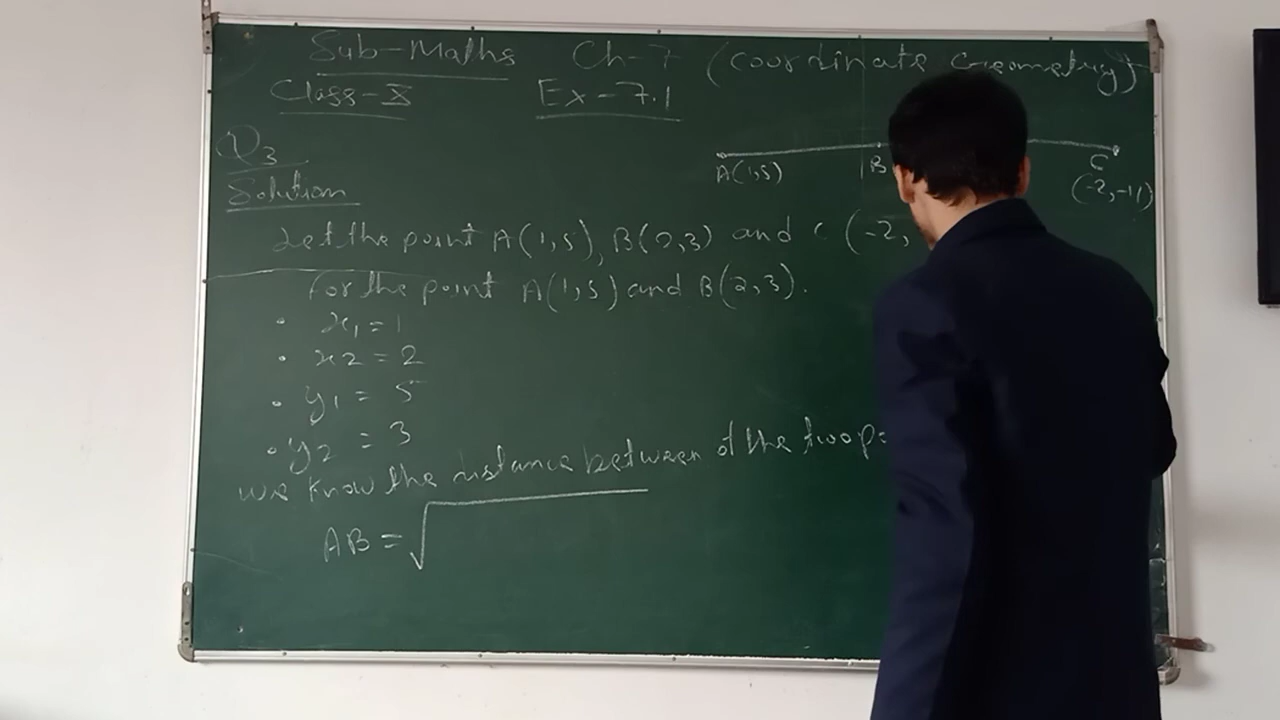 Sub-Maths Ch-7 (Coordinate Geometry)
Class-X Ex-7.1
Q3
A(1,5) B C
(-2,-11)
Solution
Let the point A(1,5), B(2,3) and C (-2,
for the point A(1,5) and B(2,3).
• x1 = 1
• x2 = 2
• y1 = 5
• y2 = 3
we know the distance between of the two
AB = √